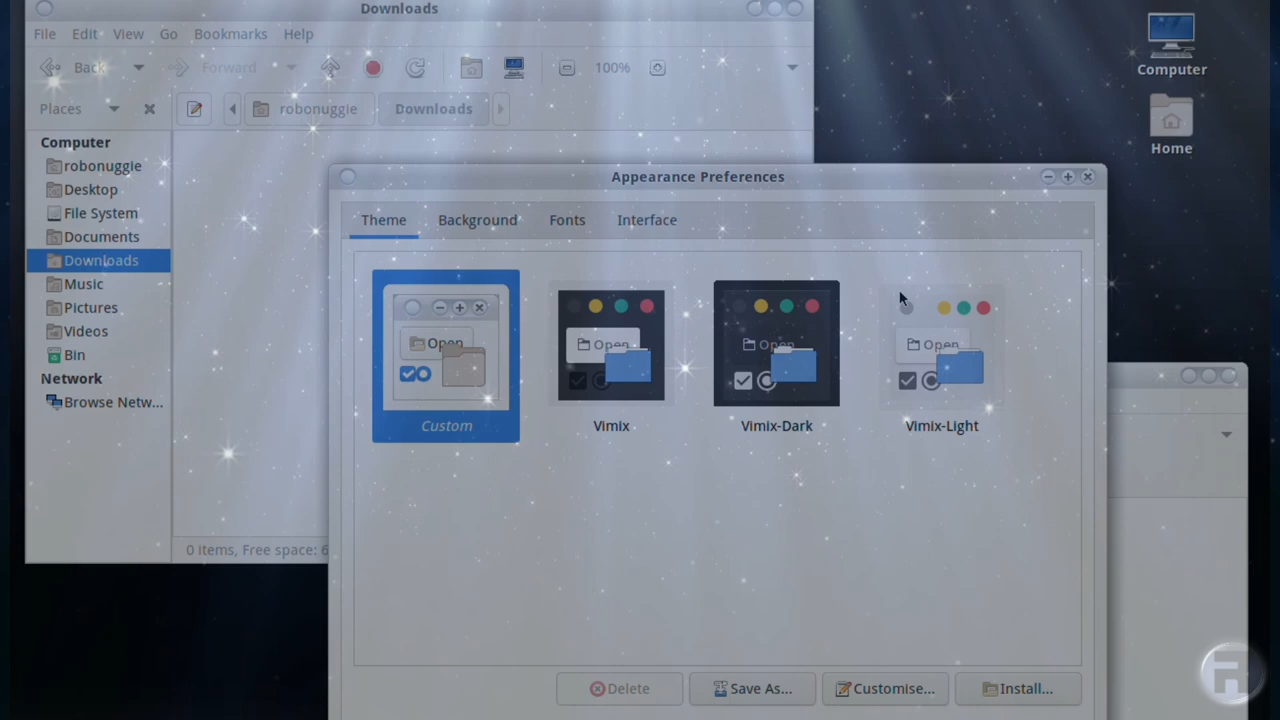 Downloads
File Edit View Go Bookmarks Help
Back Forward 100%
Places robonuggie Downloads
Computer
robonuggie
Desktop
File System
Documents
Downloads
Music
Pictures
Videos
Bin
Network
Browse Netw...
0 items, Free space: 6
Computer
Home
Appearance Preferences
Theme Background Fonts Interface
Open Open Open Open
Custom Vimix Vimix-Dark Vimix-Light
Delete Save As... Customise... Install...